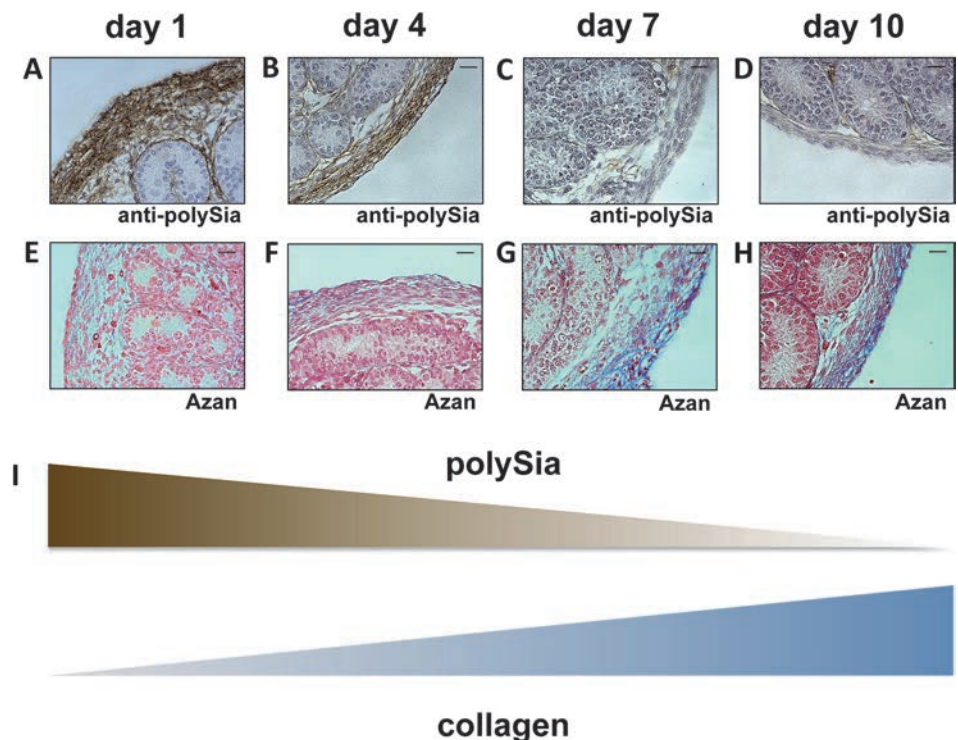 day 1 day 4 day 7 day 10
A B C D
anti-polySia anti-polySia anti-polySia anti-polySia
E F G H
Azan Azan Azan Azan
I polySia
collagen